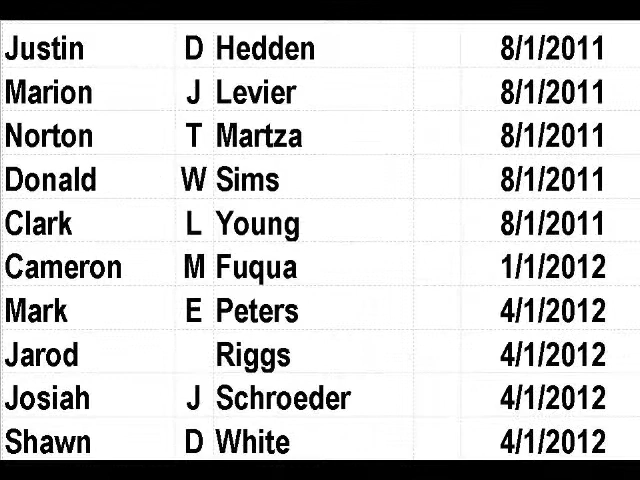 Justin D Hedden 8/1/2011
Marion J Levier 8/1/2011
Norton T Martza 8/1/2011
Donald W Sims 8/1/2011
Clark L Young 8/1/2011
Cameron M Fuqua 1/1/2012
Mark E Peters 4/1/2012
Jarod Riggs 4/1/2012
Josiah J Schroeder 4/1/2012
Shawn D White 4/1/2012